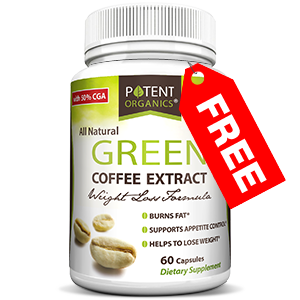 POTENT
ORGANICS®
with 50% CGA
All Natural
GREEN
COFFEE EXTRACT
Weight Loss Formula
BURNS FAT*
SUPPORTS APPETITE CONTROL*
HELPS TO LOSE WEIGHT*
60 Capsules
Dietary Supplement
FREE